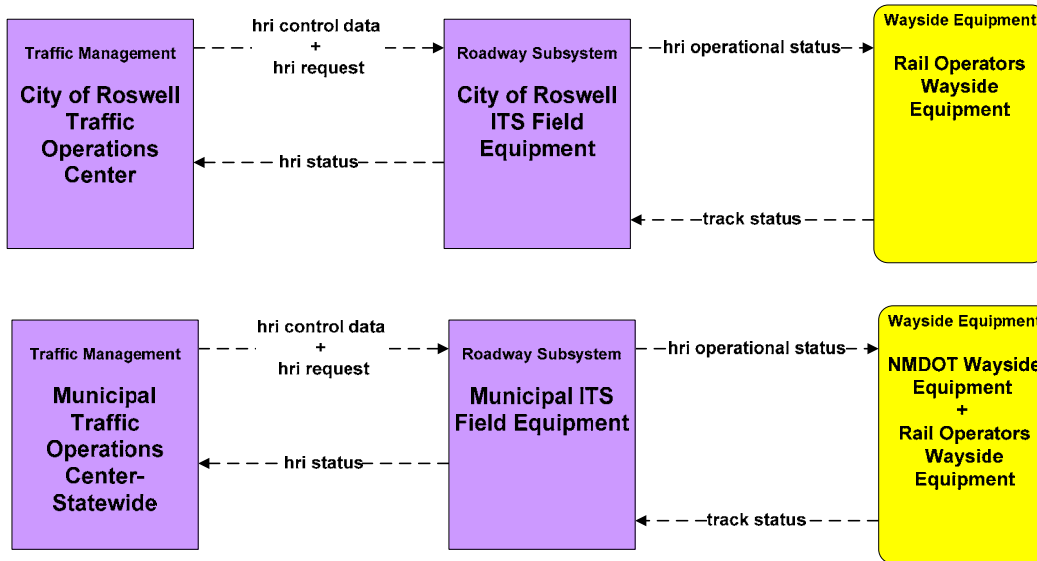 Traffic Management
City of Roswell
Traffic
Operations
Center
hri control data
+
hri request
hri status
Roadway Subsystem
City of Roswell
ITS Field
Equipment
hri operational status
track status
Wayside Equipment
Rail Operators
Wayside
Equipment
Traffic Management
Municipal
Traffic
Operations
Center-
Statewide
hri control data
+
hri request
hri status
Roadway Subsystem
Municipal ITS
Field Equipment
hri operational status
track status
Wayside Equipment
NMDOT Wayside
Equipment
+
Rail Operators
Wayside
Equipment